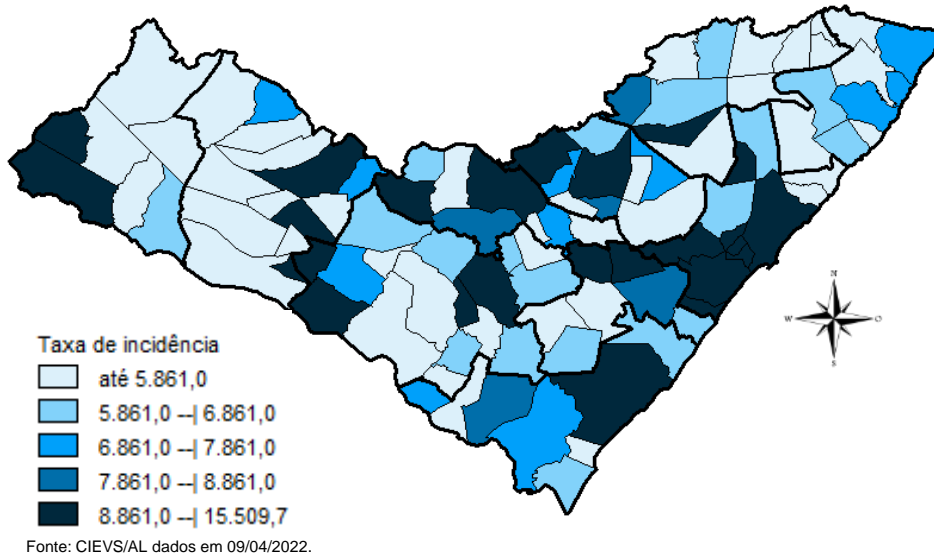 N
W
O
S
Taxa de incidência
até 5.861,0
5.861,0 --| 6.861,0
6.861,0 --| 7.861,0
7.861,0 --| 8.861,0
8.861,0 --| 15.509,7
Fonte: CIEVS/AL dados em 09/04/2022.